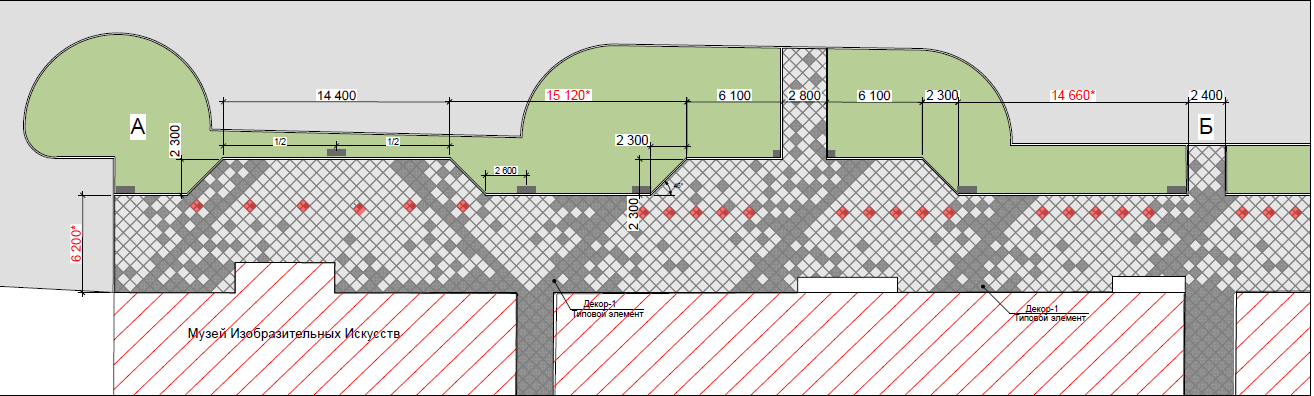 14 400
15 120*
6 100
2 800
6 100
2 300
14 660*
2 400
А
Б
2 300
1/2
1/2
2 300
2 600
45°
2 300
6 200*
Декор-1
Типовой элемент
Декор-1
Типовой элемент
Музей Изобразительных Искусств